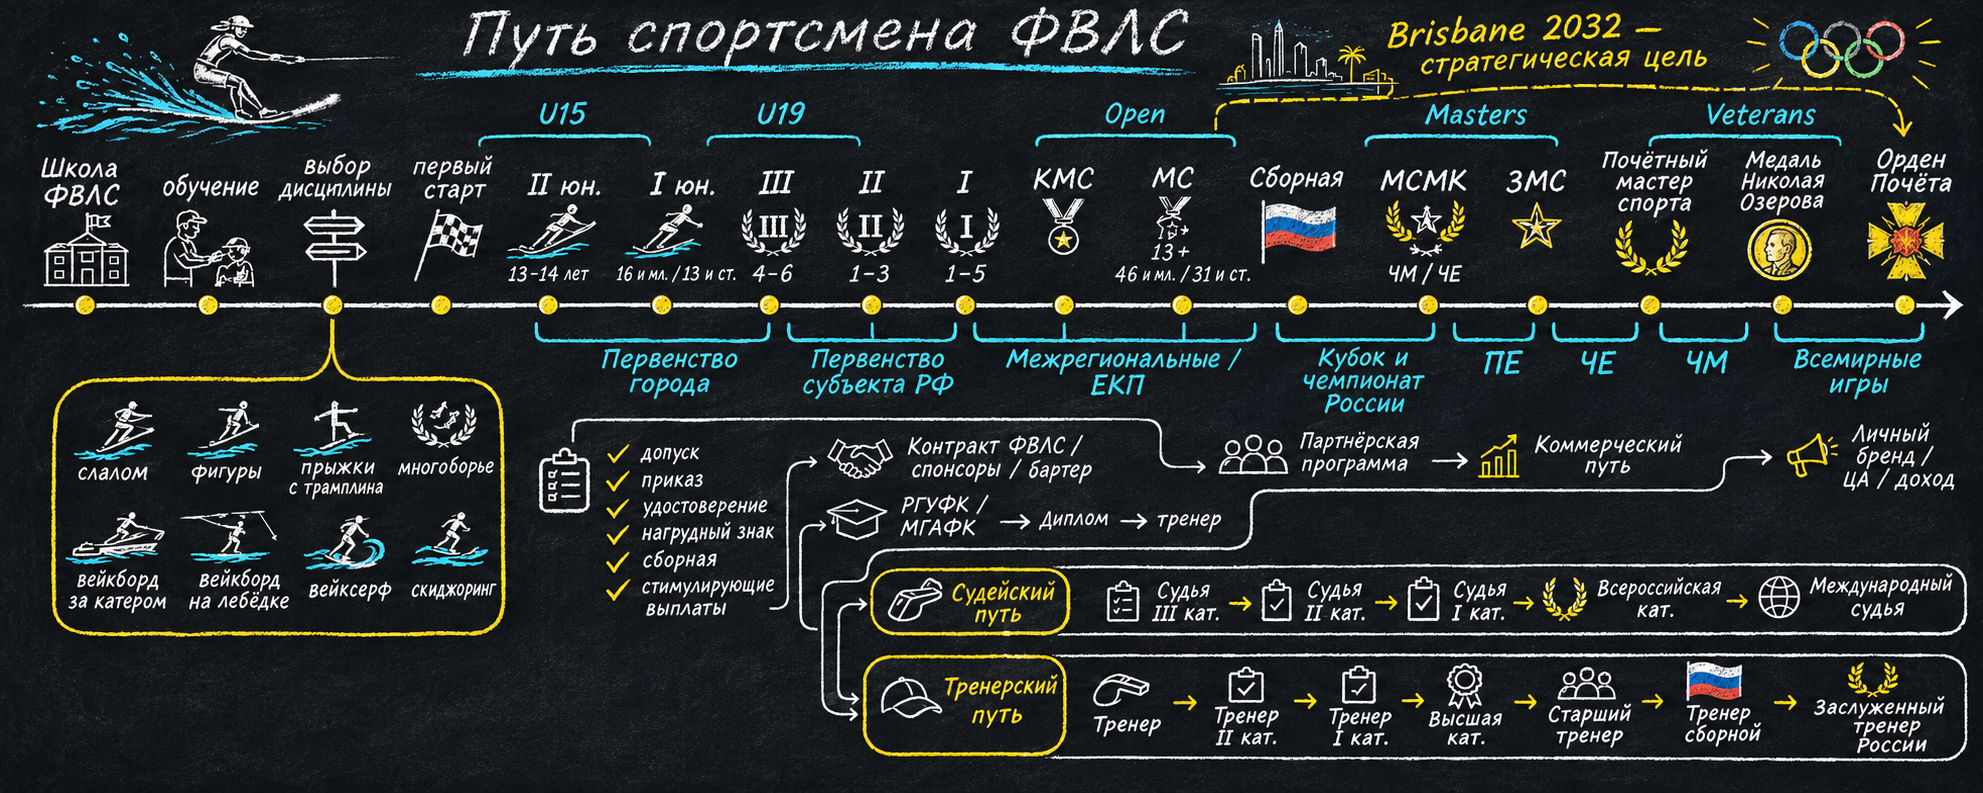 Путь спортсмена ФВЛС
Brisbane 2032 –
стратегическая цель
U15
U19
Open
Masters
Veterans
Школа
ФВЛС
обучение
выбор
дисциплины
первый
старт
II юн.
13-14 лет
I юн.
16 и мл. / 13 и ст.
III
III
4-6
II
II
1-3
I
I
1-5
КМС
МС
13+
46 и мл. / 31 и ст.
Сборная
МСМК
ЧМ / ЧЕ
ЗМС
Почётный
мастер
спорта
Медаль
Николая
Озерова
Орден
Почёта
Первенство
города
Первенство
субъекта РФ
Межрегиональные /
ЕКП
Кубок и
чемпионат
России
ПЕ
ЧЕ
ЧМ
Всемирные
игры
слалом
фигуры
прыжки
с трамплина
многоборье
вейкборд
за катером
вейкборд
на лебёдке
вейксерф
скиджоринг
допуск
приказ
удостоверение
нагрудный знак
сборная
стимулирующие
выплаты
Контракт ФВЛС /
спонсоры / бартер
РГУФК /
МГАФК
Диплом
тренер
Партнёрская
программа
Коммерческий
путь
Личный
бренд /
ЦА / доход
Судейский
путь
Судья
III кат.
Судья
II кат.
Судья
I кат.
Всероссийская
кат.
Международный
судья
Тренерский
путь
Тренер
Тренер
II кат.
Тренер
I кат.
Высшая
кат.
Старший
тренер
Тренер
сборной
Заслуженный
тренер
России